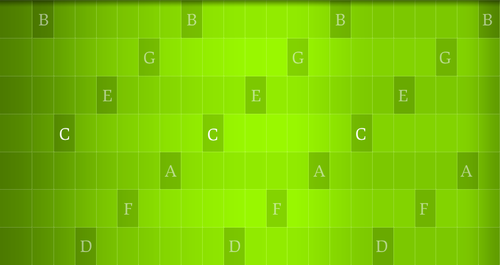 B B B B
G G G
E E E
C C C
A A A
F F F
D D D